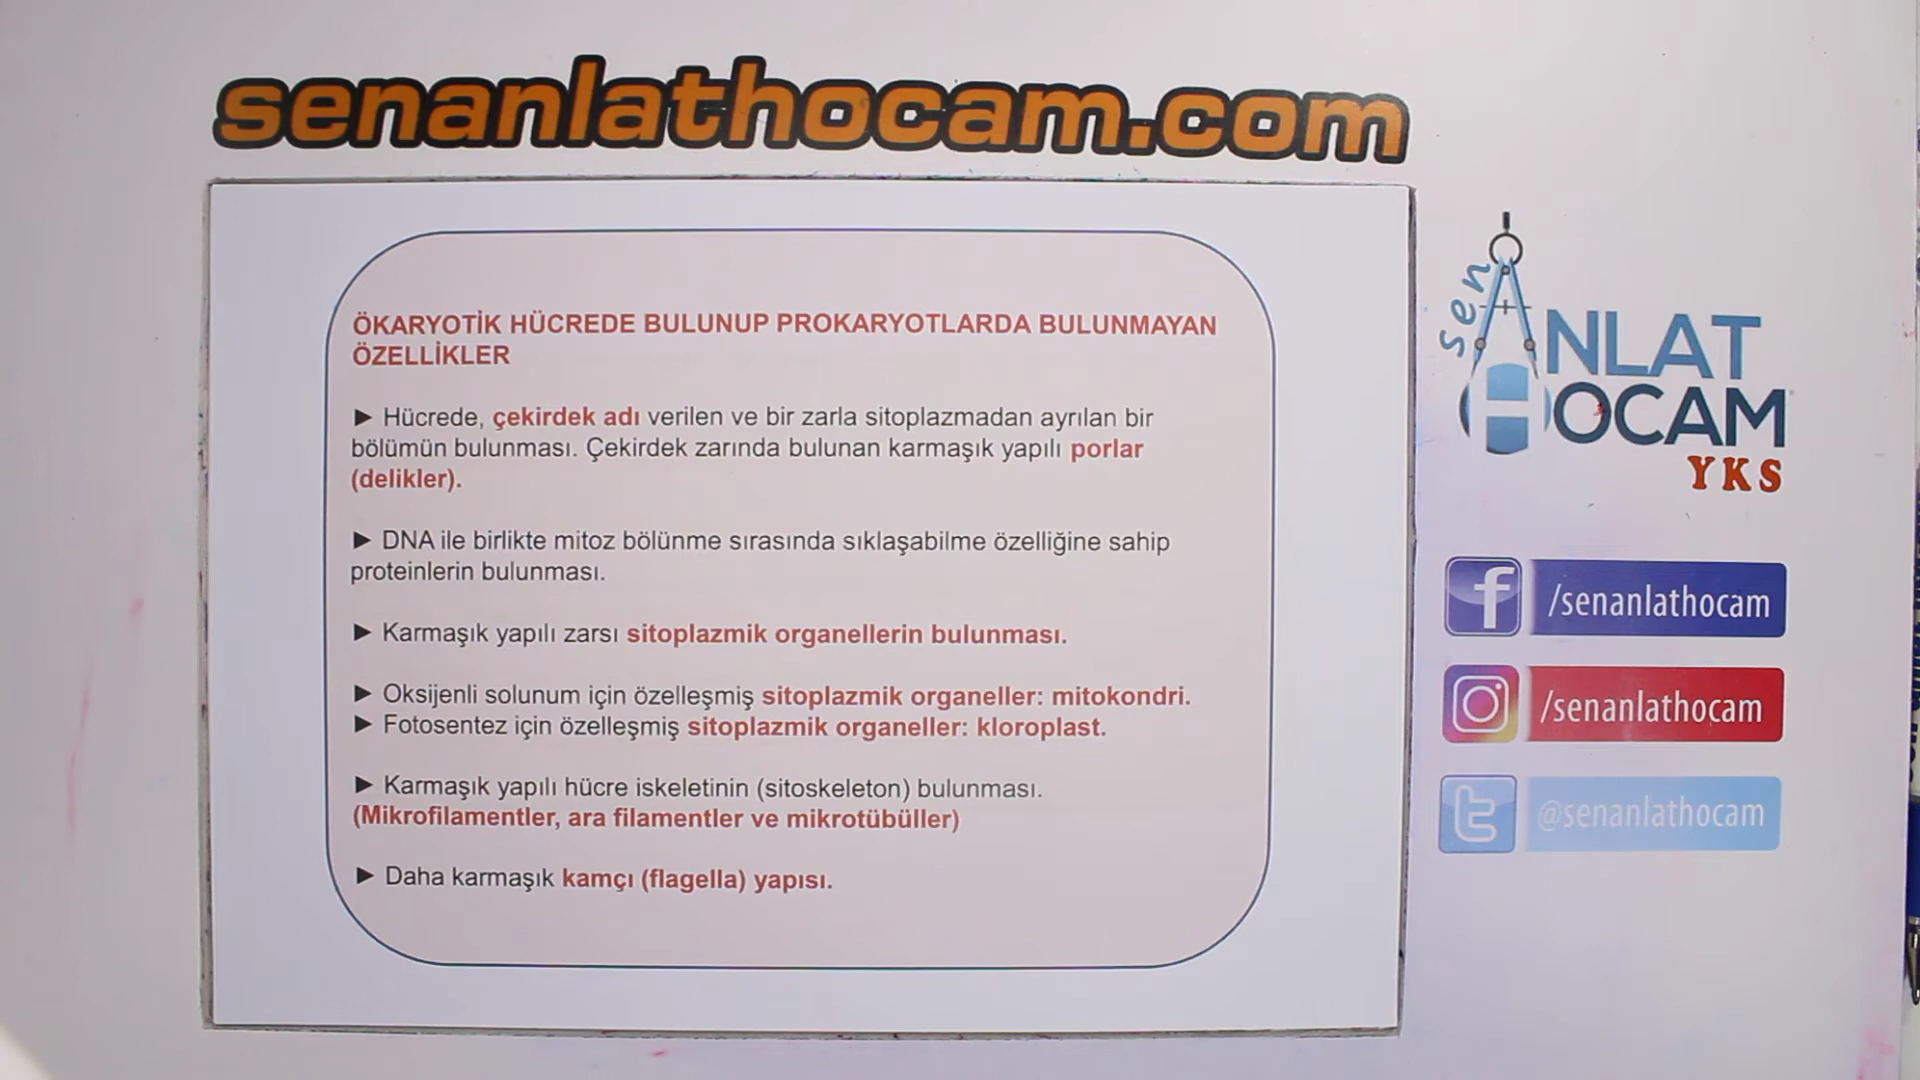 senanlathocam.com
ÖKARYOTİK HÜCREDE BULUNUP PROKARYOTLARDA BULUNMAYAN
ÖZELLİKLER
► Hücrede, çekirdek adı verilen ve bir zarla sitoplazmadan ayrılan bir
bölümün bulunması. Çekirdek zarında bulunan karmaşık yapılı porlar
(delikler).
► DNA ile birlikte mitoz bölünme sırasında sıklaşabilme özelliğine sahip
proteinlerin bulunması.
► Karmaşık yapılı zarsı sitoplazmik organellerin bulunması.
► Oksijenli solunum için özelleşmiş sitoplazmik organeller: mitokondri.
► Fotosentez için özelleşmiş sitoplazmik organeller: kloroplast.
► Karmaşık yapılı hücre iskeletinin (sitoskeleton) bulunması.
(Mikrofilamentler, ara filamentler ve mikrotübüller)
► Daha karmaşık kamçı (flagella) yapısı.
sen
ANLAT
HOCAM
YKS
f /senanlathocam
/senanlathocam
t @senanlathocam